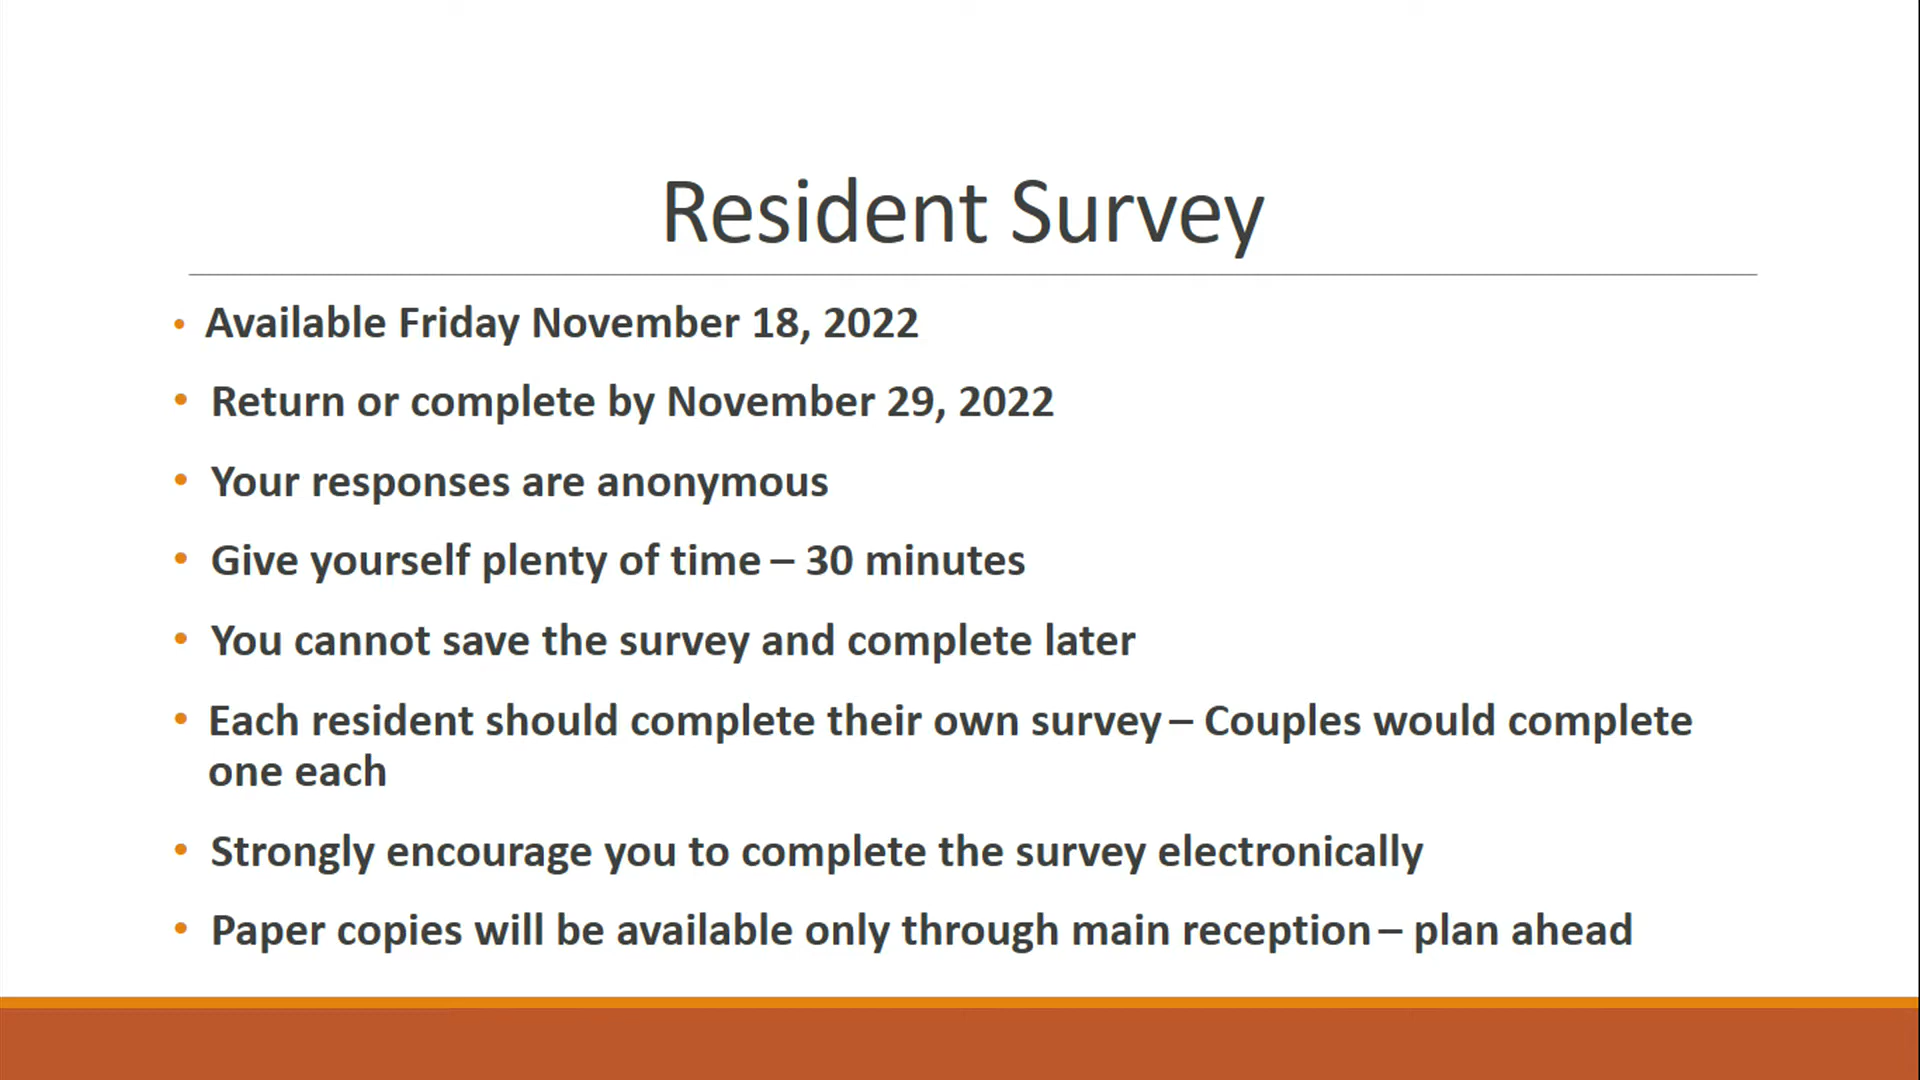 Resident Survey
• Available Friday November 18, 2022
• Return or complete by November 29, 2022
• Your responses are anonymous
• Give yourself plenty of time – 30 minutes
• You cannot save the survey and complete later
• Each resident should complete their own survey – Couples would complete
one each
• Strongly encourage you to complete the survey electronically
• Paper copies will be available only through main reception – plan ahead